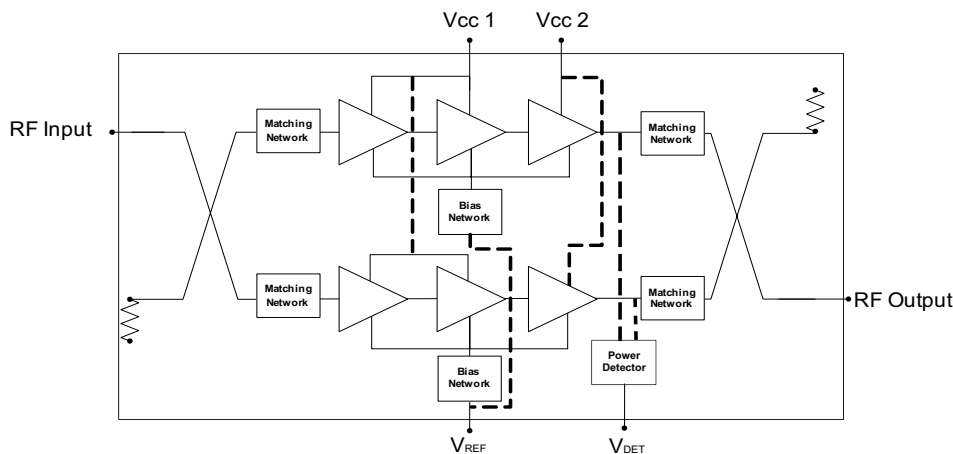 Vcc 1
Vcc 2
RF Input
Matching
Network
Matching
Network
Bias
Network
Matching
Network
Matching
Network
RF Output
Power
Detector
Bias
Network
VREF
VDET